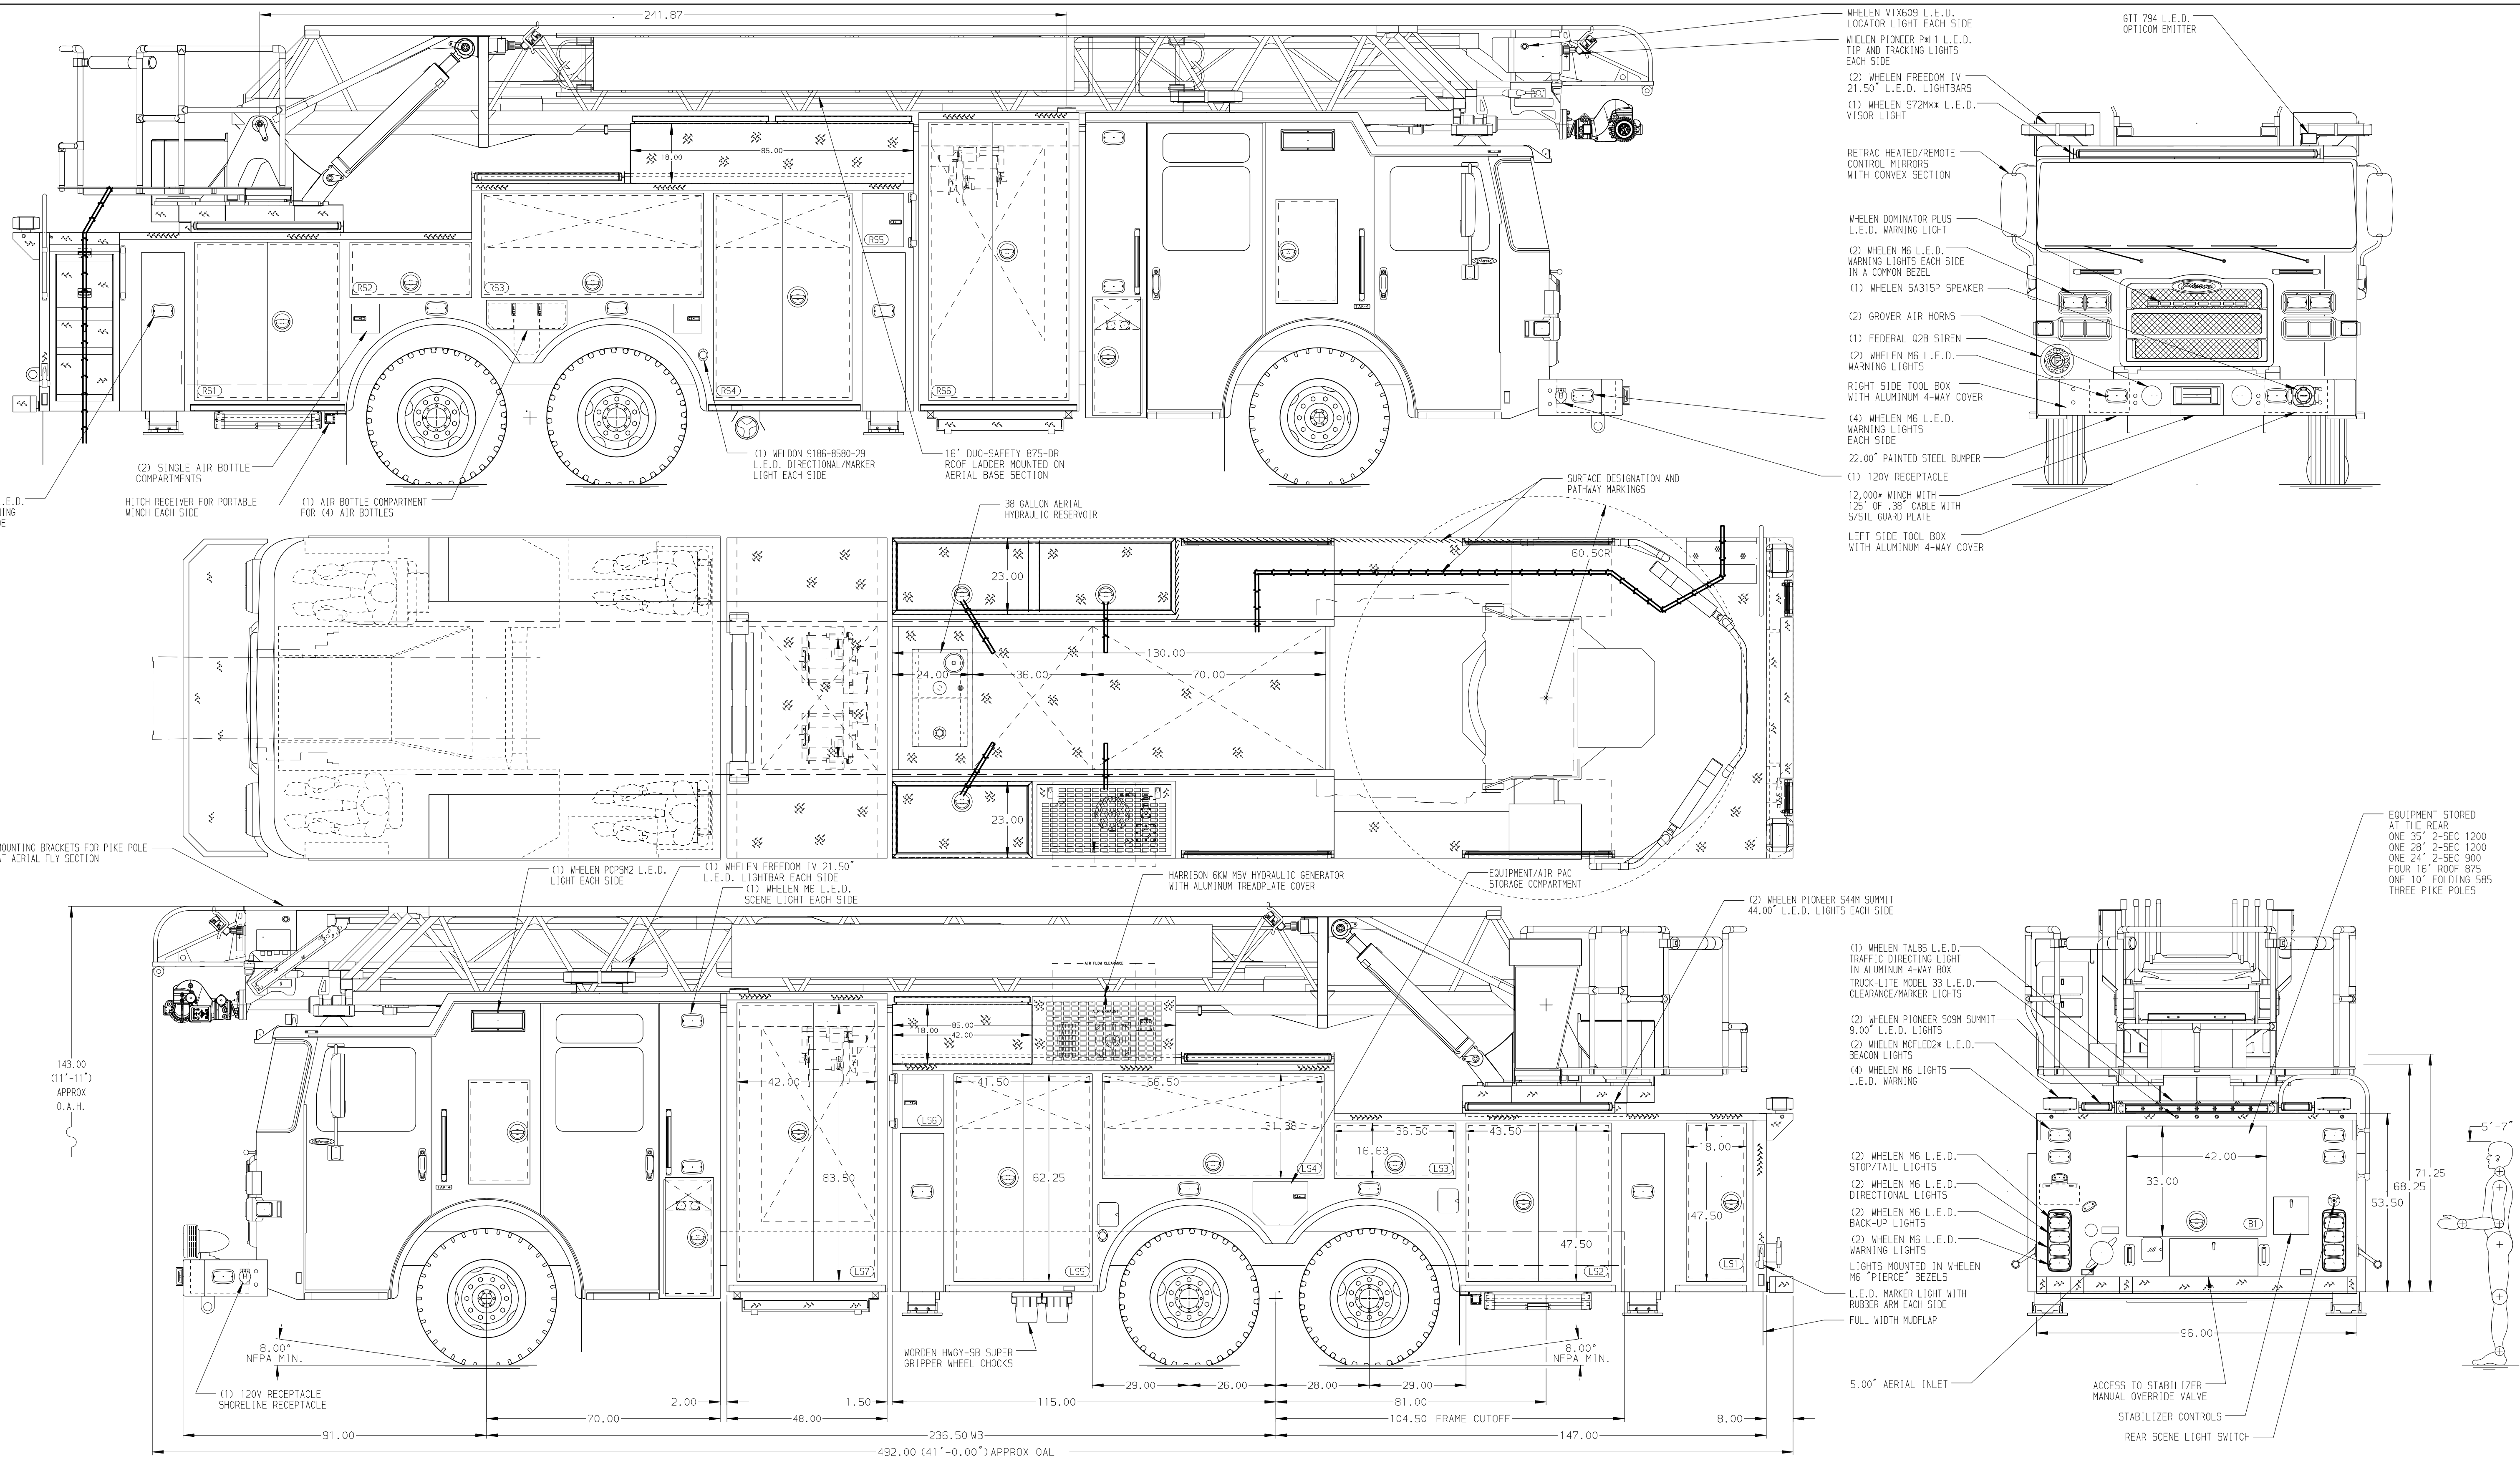 241.87
WHELEN VTX609 L.E.D.
LOCATOR LIGHT EACH SIDE
WHELEN PIONEER P*H1 L.E.D.
TIP AND TRACKING LIGHTS
EACH SIDE
(2) WHELEN FREEDOM IV
21.50" L.E.D. LIGHTBARS
(1) WHELEN S72M** L.E.D.
VISOR LIGHT
RETRAC HEATED/REMOTE
CONTROL MIRRORS
WITH CONVEX SECTION
WHELEN DOMINATOR PLUS
L.E.D. WARNING LIGHT
(2) WHELEN M6 L.E.D.
WARNING LIGHTS EACH SIDE
IN A COMMON BEZEL
(1) WHELEN SA315P SPEAKER
(2) GROVER AIR HORNS
(1) FEDERAL Q2B SIREN
(2) WHELEN M6 L.E.D.
WARNING LIGHTS
RIGHT SIDE TOOL BOX
WITH ALUMINUM 4-WAY COVER
(4) WHELEN M6 L.E.D.
WARNING LIGHTS
EACH SIDE
22.00" PAINTED STEEL BUMPER
(1) 120V RECEPTACLE
12,000# WINCH WITH
125' OF .38" CABLE WITH
S/STL GUARD PLATE
LEFT SIDE TOOL BOX
WITH ALUMINUM 4-WAY COVER
GTT 794 L.E.D.
OPTICOM EMITTER
Pierce
18.00
85.00
RS1
RS2
RS3
RS4
RS5
RS6
TAK-4
Enforcer
.E.D.
NING
DE
(2) SINGLE AIR BOTTLE
COMPARTMENTS
HITCH RECEIVER FOR PORTABLE
WINCH EACH SIDE
(1) AIR BOTTLE COMPARTMENT
FOR (4) AIR BOTTLES
(1) WELDON 9186-8580-29
L.E.D. DIRECTIONAL/MARKER
LIGHT EACH SIDE
16' DUO-SAFETY 875-DR
ROOF LADDER MOUNTED ON
AERIAL BASE SECTION
38 GALLON AERIAL
HYDRAULIC RESERVOIR
SURFACE DESIGNATION AND
PATHWAY MARKINGS
60.50R
23.00
130.00
24.00
36.00
70.00
23.00
MOUNTING BRACKETS FOR PIKE POLE
AT AERIAL FLY SECTION
(1) WHELEN PCPSM2 L.E.D.
LIGHT EACH SIDE
(1) WHELEN FREEDOM IV 21.50"
L.E.D. LIGHTBAR EACH SIDE
(1) WHELEN M6 L.E.D.
SCENE LIGHT EACH SIDE
HARRISON 6KW MSV HYDRAULIC GENERATOR
WITH ALUMINUM TREADPLATE COVER
EQUIPMENT/AIR PAC
STORAGE COMPARTMENT
(2) WHELEN PIONEER S44M SUMMIT
44.00" L.E.D. LIGHTS EACH SIDE
EQUIPMENT STORED
AT THE REAR
ONE 35' 2-SEC 1200
ONE 28' 2-SEC 1200
ONE 24' 2-SEC 900
FOUR 16' ROOF 875
ONE 10' FOLDING 585
THREE PIKE POLES
AIR FLOW CLEARANCE
143.00
(11'-11")
APPROX
O.A.H.
18.00
85.00
42.00
42.00
83.50
41.50
62.25
66.50
31.38
36.50
16.63
43.50
47.50
18.00
47.50
LS1
LS2
LS3
LS4
LS5
LS6
LS7
Enforcer
TAK-4
8.00°
NFPA MIN.
8.00°
NFPA MIN.
(1) 120V RECEPTACLE
SHORELINE RECEPTACLE
WORDEN HWGY-SB SUPER
GRIPPER WHEEL CHOCKS
29.00
26.00
28.00
29.00
2.00
1.50
115.00
81.00
70.00
48.00
104.50 FRAME CUTOFF
8.00
91.00
236.50 WB
147.00
492.00 (41'-0.00") APPROX OAL
(1) WHELEN TAL85 L.E.D.
TRAFFIC DIRECTING LIGHT
IN ALUMINUM 4-WAY BOX
TRUCK-LITE MODEL 33 L.E.D.
CLEARANCE/MARKER LIGHTS
(2) WHELEN PIONEER S09M SUMMIT
9.00" L.E.D. LIGHTS
(2) WHELEN MCFLED2* L.E.D.
BEACON LIGHTS
(4) WHELEN M6 LIGHTS
L.E.D. WARNING
(2) WHELEN M6 L.E.D.
STOP/TAIL LIGHTS
(2) WHELEN M6 L.E.D.
DIRECTIONAL LIGHTS
(2) WHELEN M6 L.E.D.
BACK-UP LIGHTS
(2) WHELEN M6 L.E.D.
WARNING LIGHTS
LIGHTS MOUNTED IN WHELEN
M6 "PIERCE" BEZELS
L.E.D. MARKER LIGHT WITH
RUBBER ARM EACH SIDE
FULL WIDTH MUDFLAP
5.00" AERIAL INLET
ACCESS TO STABILIZER
MANUAL OVERRIDE VALVE
STABILIZER CONTROLS
REAR SCENE LIGHT SWITCH
42.00
33.00
B1
53.50
68.25
71.25
5'-7"
96.00